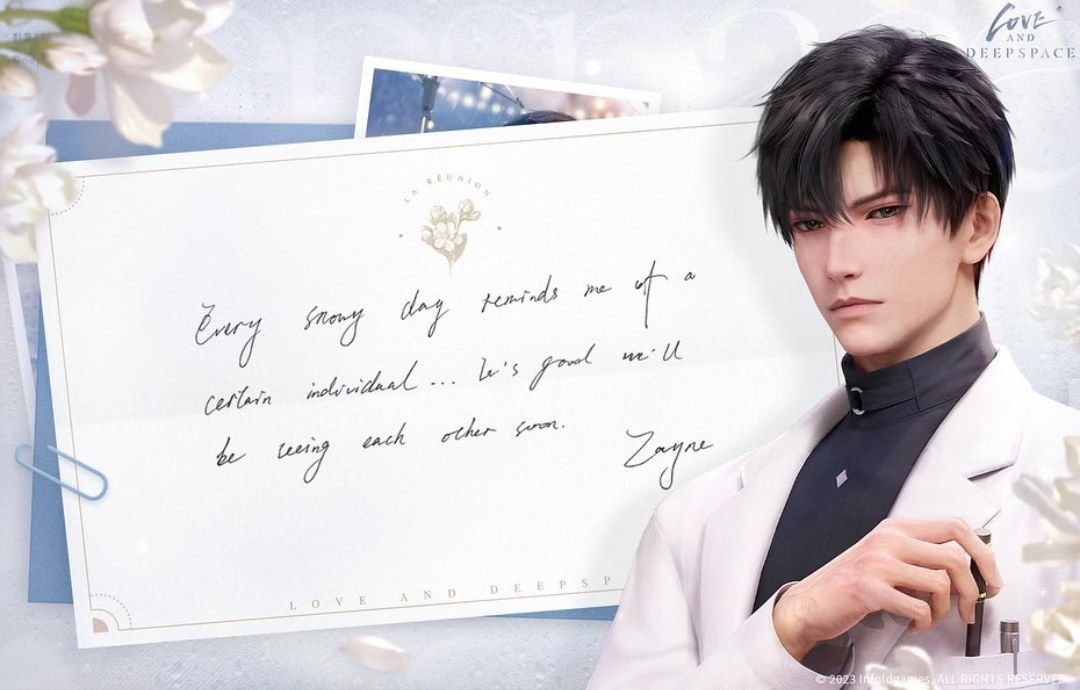 LOVE
AND
DEEPSPACE
LA RÉUNION
Every snowy day reminds me of a
certain individual... It's good we'll
be seeing each other soon.
Zayne
LOVE AND DEEPSP
© 2023 Infoldgames, ALL RIGHTS RESERVED.